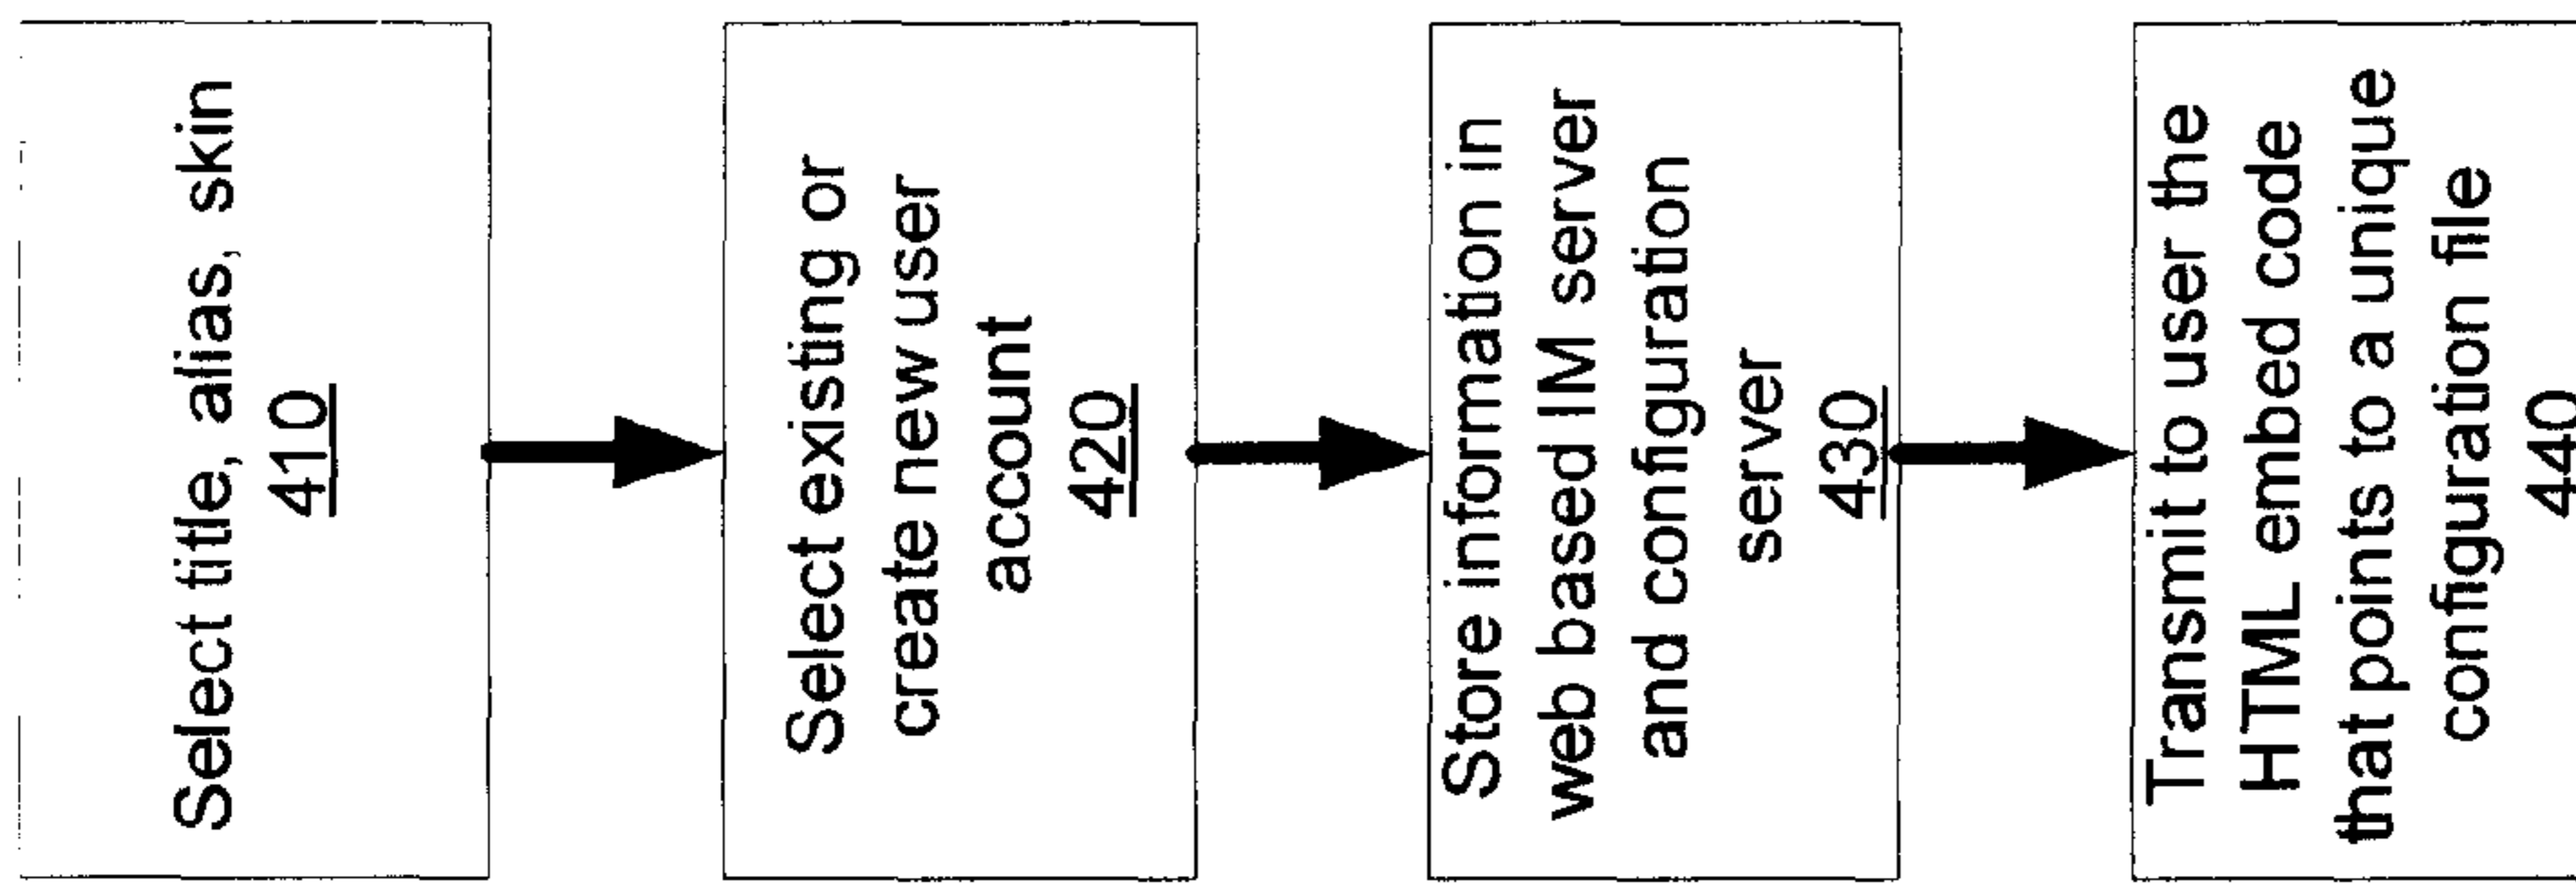 Select title, alias, skin
410
Select existing or
create new user
account
420
Store information in
web based IM server
and configuration
server
430
Transmit to user the
HTML embed code
that points to a unique
configuration file
440